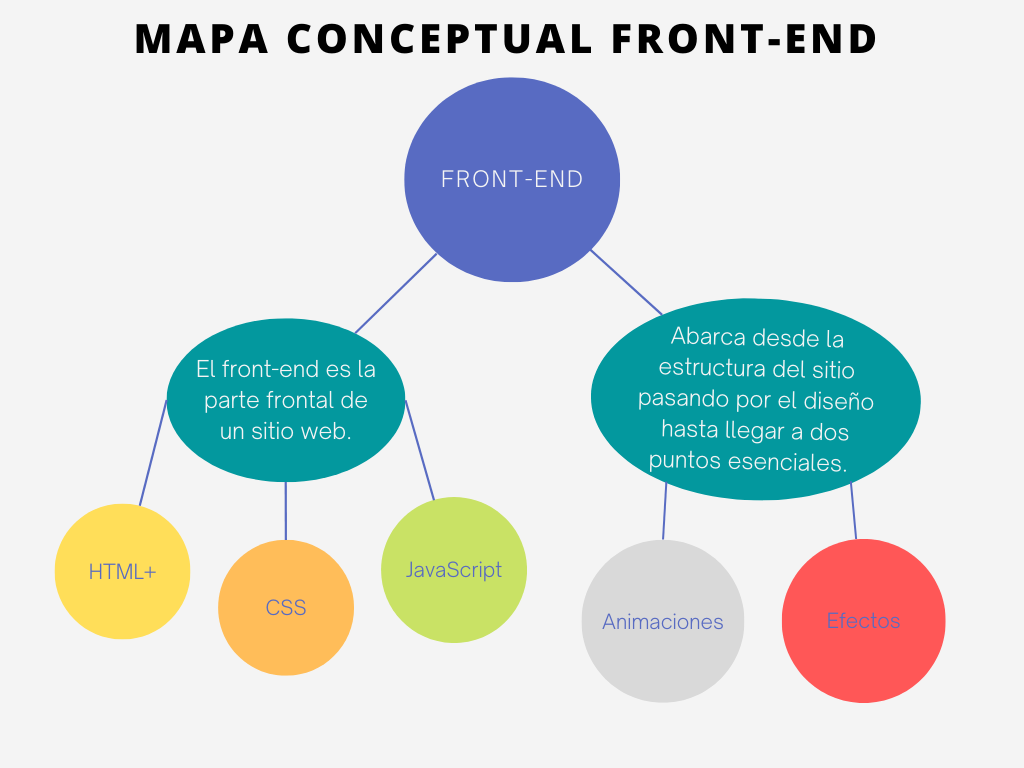 MAPA CONCEPTUAL FRONT-END
FRONT-END
El front-end es la
parte frontal de
un sitio web.
Abarca desde la
estructura del sitio
pasando por el diseño
hasta llegar a dos
puntos esenciales.
HTML+
CSS
JavaScript
Animaciones
Efectos